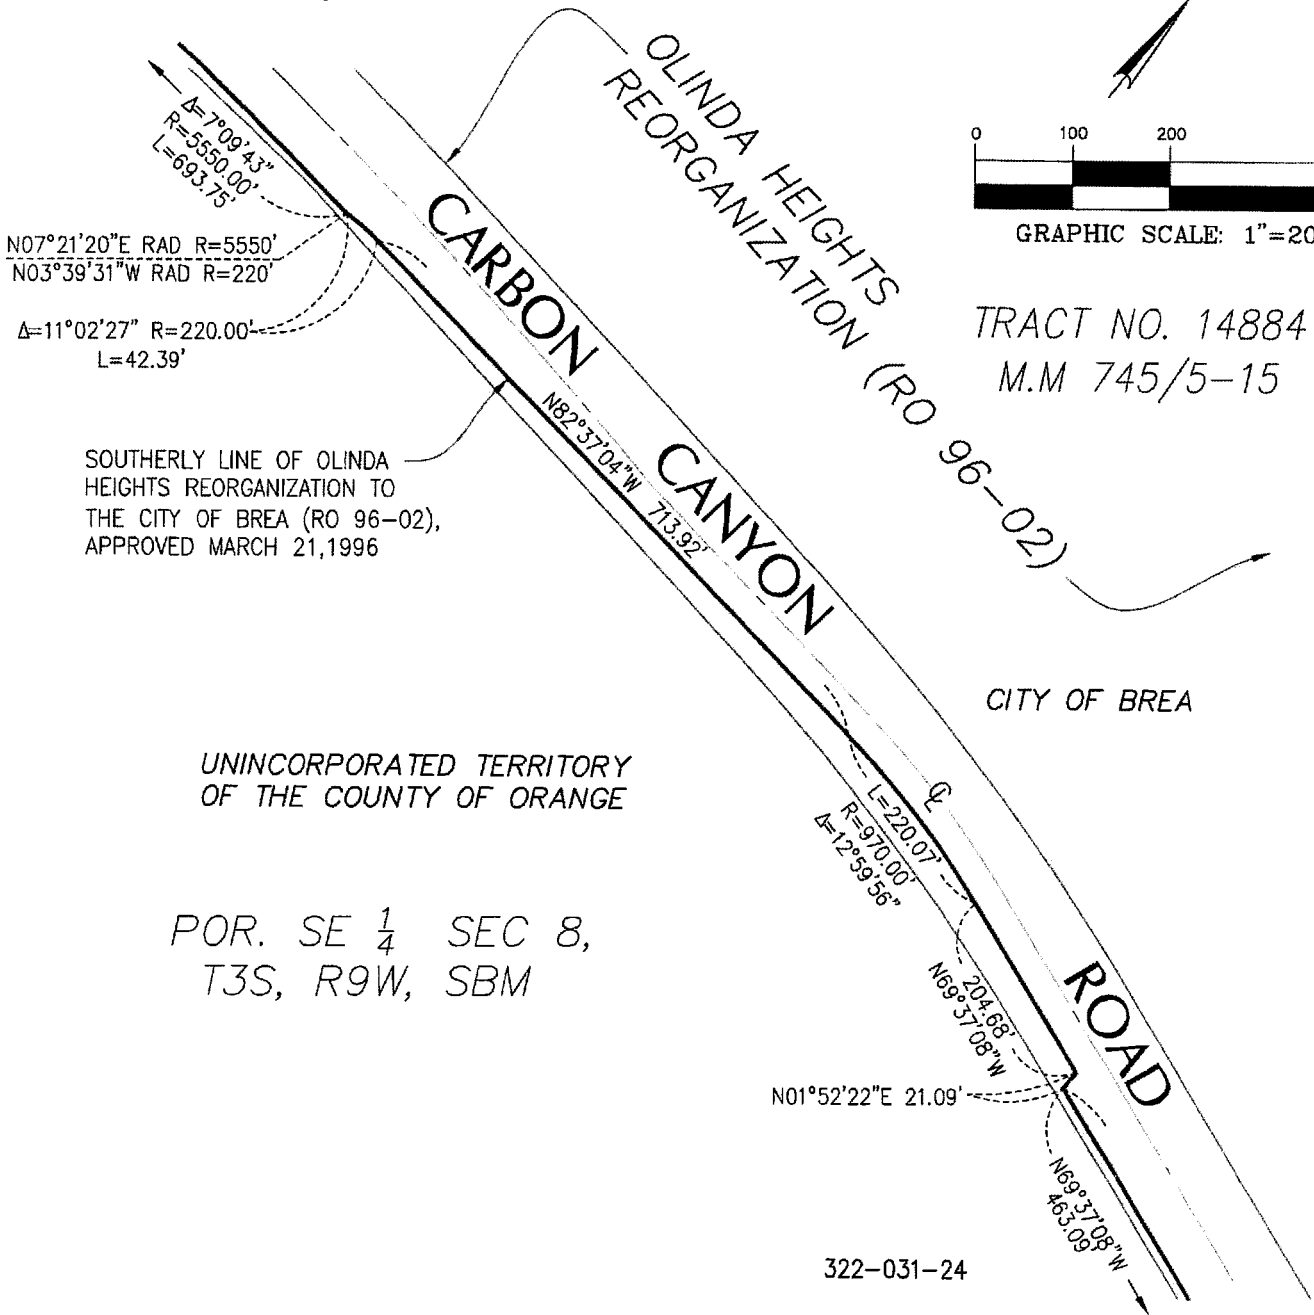 OLINDA HEIGHTS
REORGANIZATION (RO 96-02)
0 100 200
GRAPHIC SCALE: 1"=20
TRACT NO. 14884
M.M 745/5-15
Δ=7°09'43"
R=5550.00'
L=693.75'
N07°21'20"E RAD R=5550'
N03°39'31"W RAD R=220'
Δ=11°02'27" R=220.00'
L=42.39'
CARBON CANYON ROAD
SOUTHERLY LINE OF OLINDA
HEIGHTS REORGANIZATION TO
THE CITY OF BREA (RO 96-02),
APPROVED MARCH 21,1996
N82°37'04"W 713.92'
CITY OF BREA
UNINCORPORATED TERRITORY
OF THE COUNTY OF ORANGE
℄
L=220.07'
R=970.00'
Δ=12°59'56"
POR. SE 1/4 SEC 8,
T3S, R9W, SBM
204.68'
N69°37'08"W
N01°52'22"E 21.09'
N69°37'08"W
463.09'
322-031-24